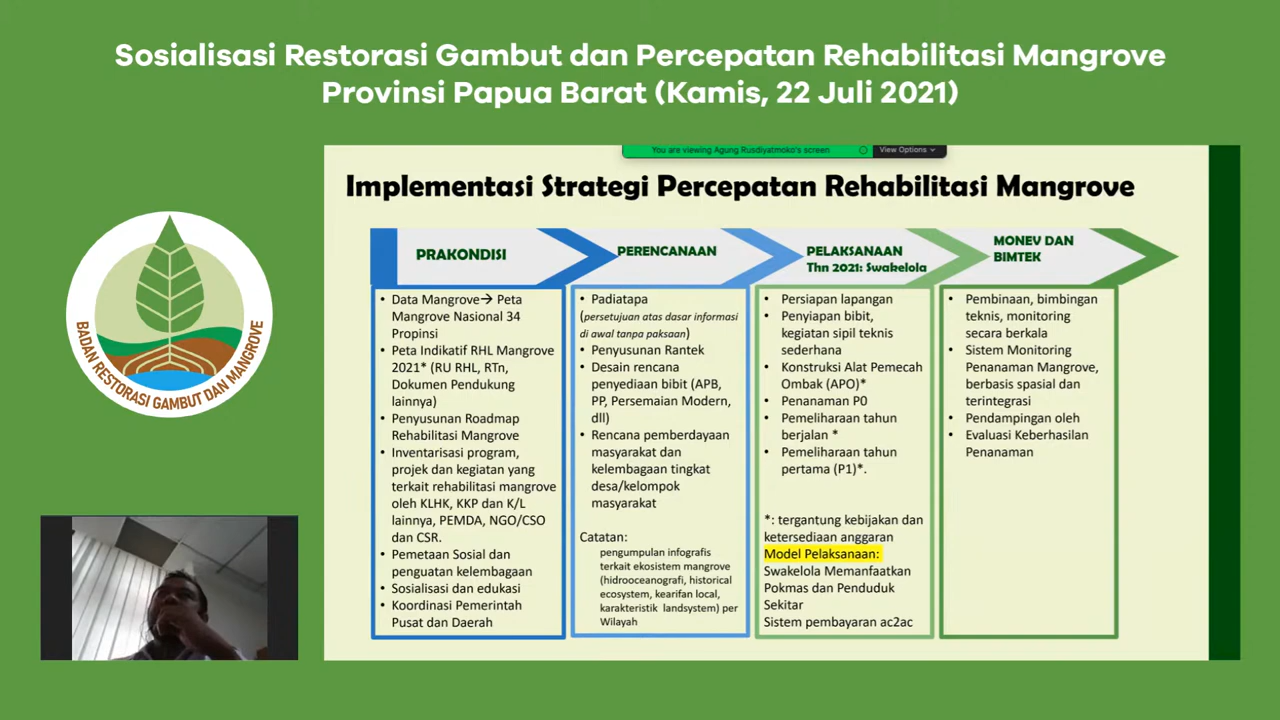 Sosialisasi Restorasi Gambut dan Percepatan Rehabilitasi Mangrove
Provinsi Papua Barat (Kamis, 22 Juli 2021)
You are viewing Agung Rusdiyatmoko's screen
View Options
Implementasi Strategi Percepatan Rehabilitasi Mangrove
PRAKONDISI
• Data Mangrove→ Peta
Mangrove Nasional 34
Propinsi
• Peta Indikatif RHL Mangrove
2021* (RU RHL, RTn,
Dokumen Pendukung
lainnya)
• Penyusunan Roadmap
Rehabilitasi Mangrove
• Inventarisasi program,
projek dan kegiatan yang
terkait rehabilitasi mangrove
oleh KLHK, KKP dan K/L
lainnya, PEMDA, NGO/CSO
dan CSR.
• Pemetaan Sosial dan
penguatan kelembagaan
• Sosialisasi dan edukasi
• Koordinasi Pemerintah
Pusat dan Daerah
PERENCANAAN
• Padiatapa
(persetujuan atas dasar informasi
di awal tanpa paksaan)
• Penyusunan Rantek
• Desain rencana
penyediaan bibit (APB,
PP, Persemaian Modern,
dll)
• Rencana pemberdayaan
masyarakat dan
kelembagaan tingkat
desa/kelompok
masyarakat
Catatan:
pengumpulan infografis
terkait ekosistem mangrove
(hidrooceanografi, historical
ecosystem, kearifan local,
karakteristik landsystem) per
Wilayah
PELAKSANAAN
Thn 2021: Swakelola
• Persiapan lapangan
• Penyiapan bibit,
kegiatan sipil teknis
sederhana
• Konstruksi Alat Pemecah
Ombak (APO)*
• Penanaman P0
• Pemeliharaan tahun
berjalan *
• Pemeliharaan tahun
pertama (P1)*.
*: tergantung kebijakan dan
ketersediaan anggaran
Model Pelaksanaan:
Swakelola Memanfaatkan
Pokmas dan Penduduk
Sekitar
Sistem pembayaran ac2ac
MONEV DAN
BIMTEK
• Pembinaan, bimbingan
teknis, monitoring
secara berkala
• Sistem Monitoring
Penanaman Mangrove,
berbasis spasial dan
terintegrasi
• Pendampingan oleh
• Evaluasi Keberhasilan
Penanaman
BADAN RESTORASI GAMBUT DAN MANGROVE